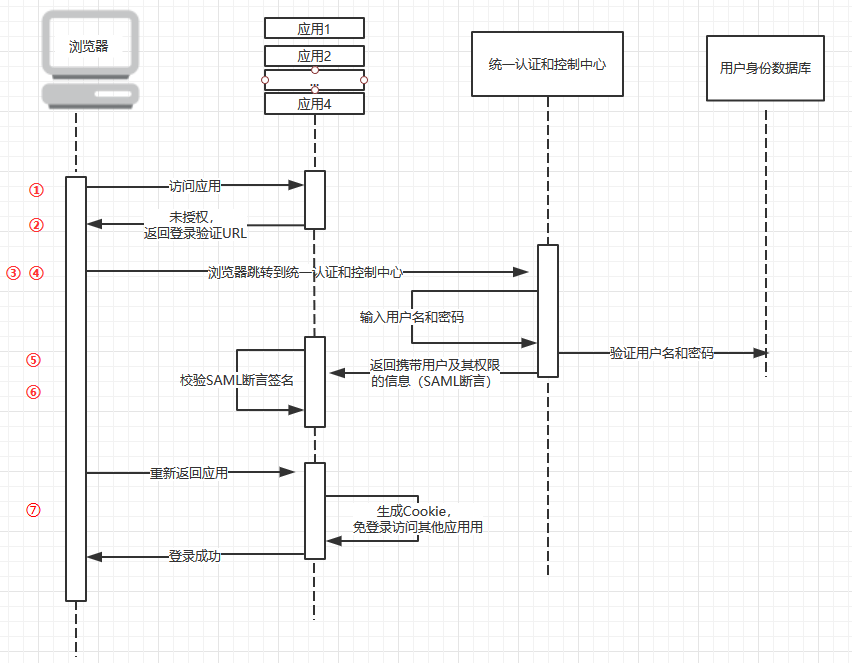 浏览器
应用1
应用2
...
应用4
统一认证和控制中心
用户身份数据库
①
访问应用
②
未授权，
返回登录验证URL
③ ④
浏览器跳转到统一认证和控制中心
输入用户名和密码
验证用户名和密码
⑤
返回携带用户及其权限
的信息（SAML断言）
校验SAML断言签名
⑥
重新返回应用
⑦
生成Cookie，
免登录访问其他应用用
登录成功